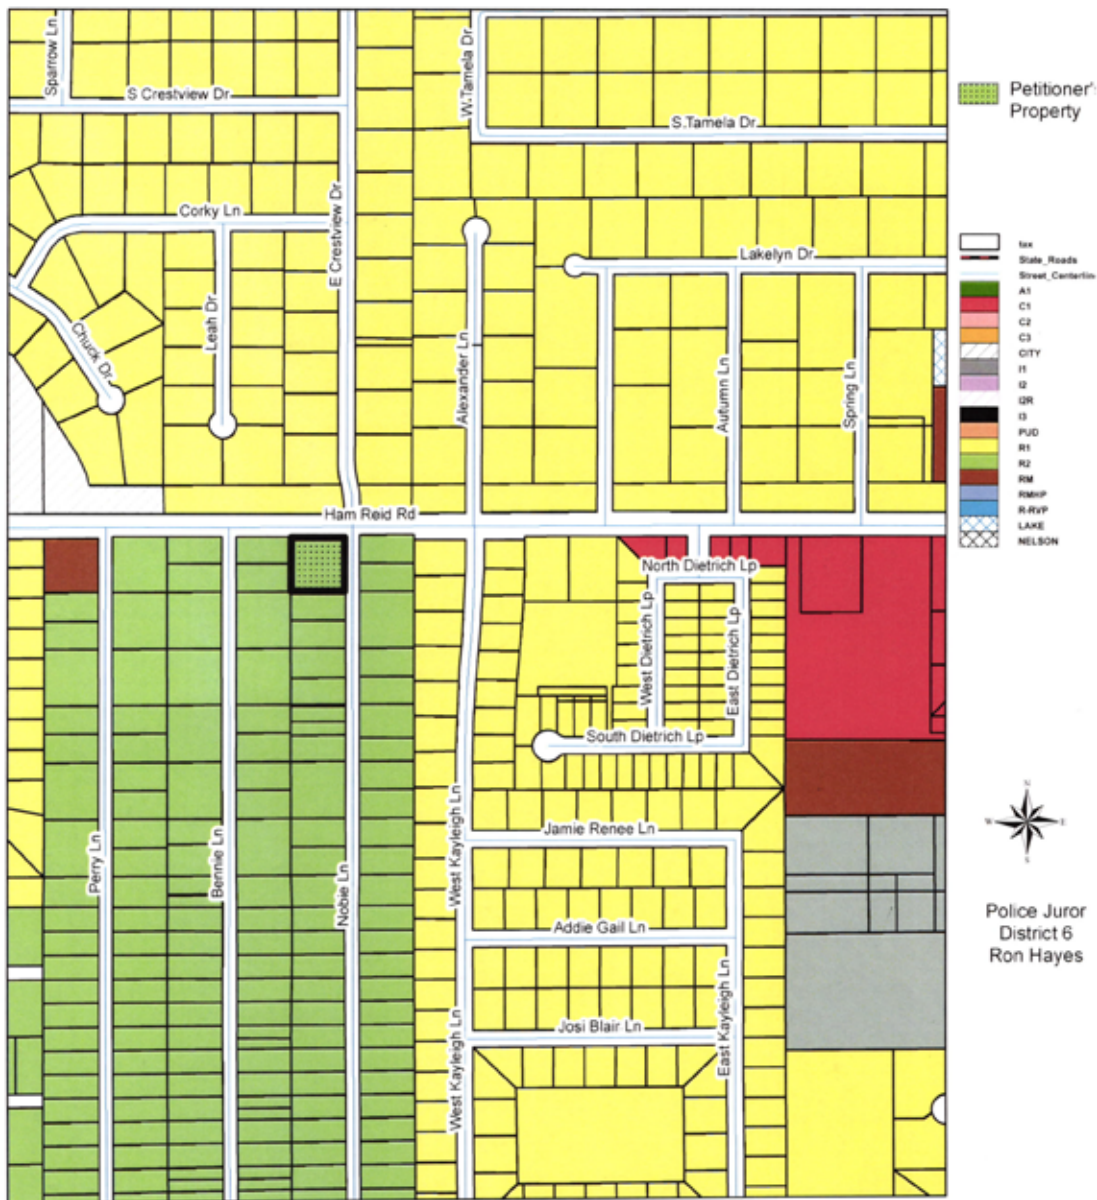 Sparrow Ln
S Crestview Dr
W.Tamela Dr
S.Tamela Dr
Petitioner's
Property
Corky Ln
E Crestview Dr
Leah Dr
Chuck Dr
Alexander Ln
Lakelyn Dr
Autumn Ln
Spring Ln
tax
State_Roads
Street_Centerlin
A1
C1
C2
C3
CITY
I1
I2
I2R
I3
PUD
R1
R2
RM
RMHP
R-RVP
LAKE
NELSON
Ham Reid Rd
North Dietrich Lp
West Dietrich Lp
East Dietrich Lp
South Dietrich Lp
Perry Ln
Bennie Ln
Nobie Ln
West Kayleigh Ln
Jamie Renee Ln
Addie Gail Ln
West Kayleigh Ln
Josi Blair Ln
East Kayleigh Ln
N
W
E
S
Police Juror
District 6
Ron Hayes